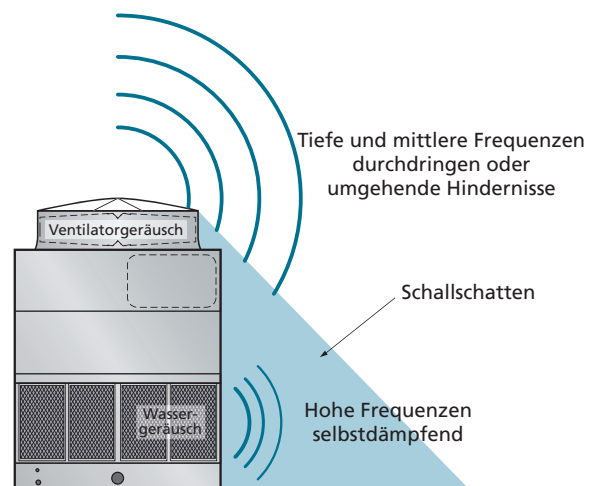 Tiefe und mittlere Frequenzen
durchdringen oder
umgehende Hindernisse
Ventilatorgeräusch
Schallschatten
Wasser-
geräusch
Hohe Frequenzen
selbstdämpfend